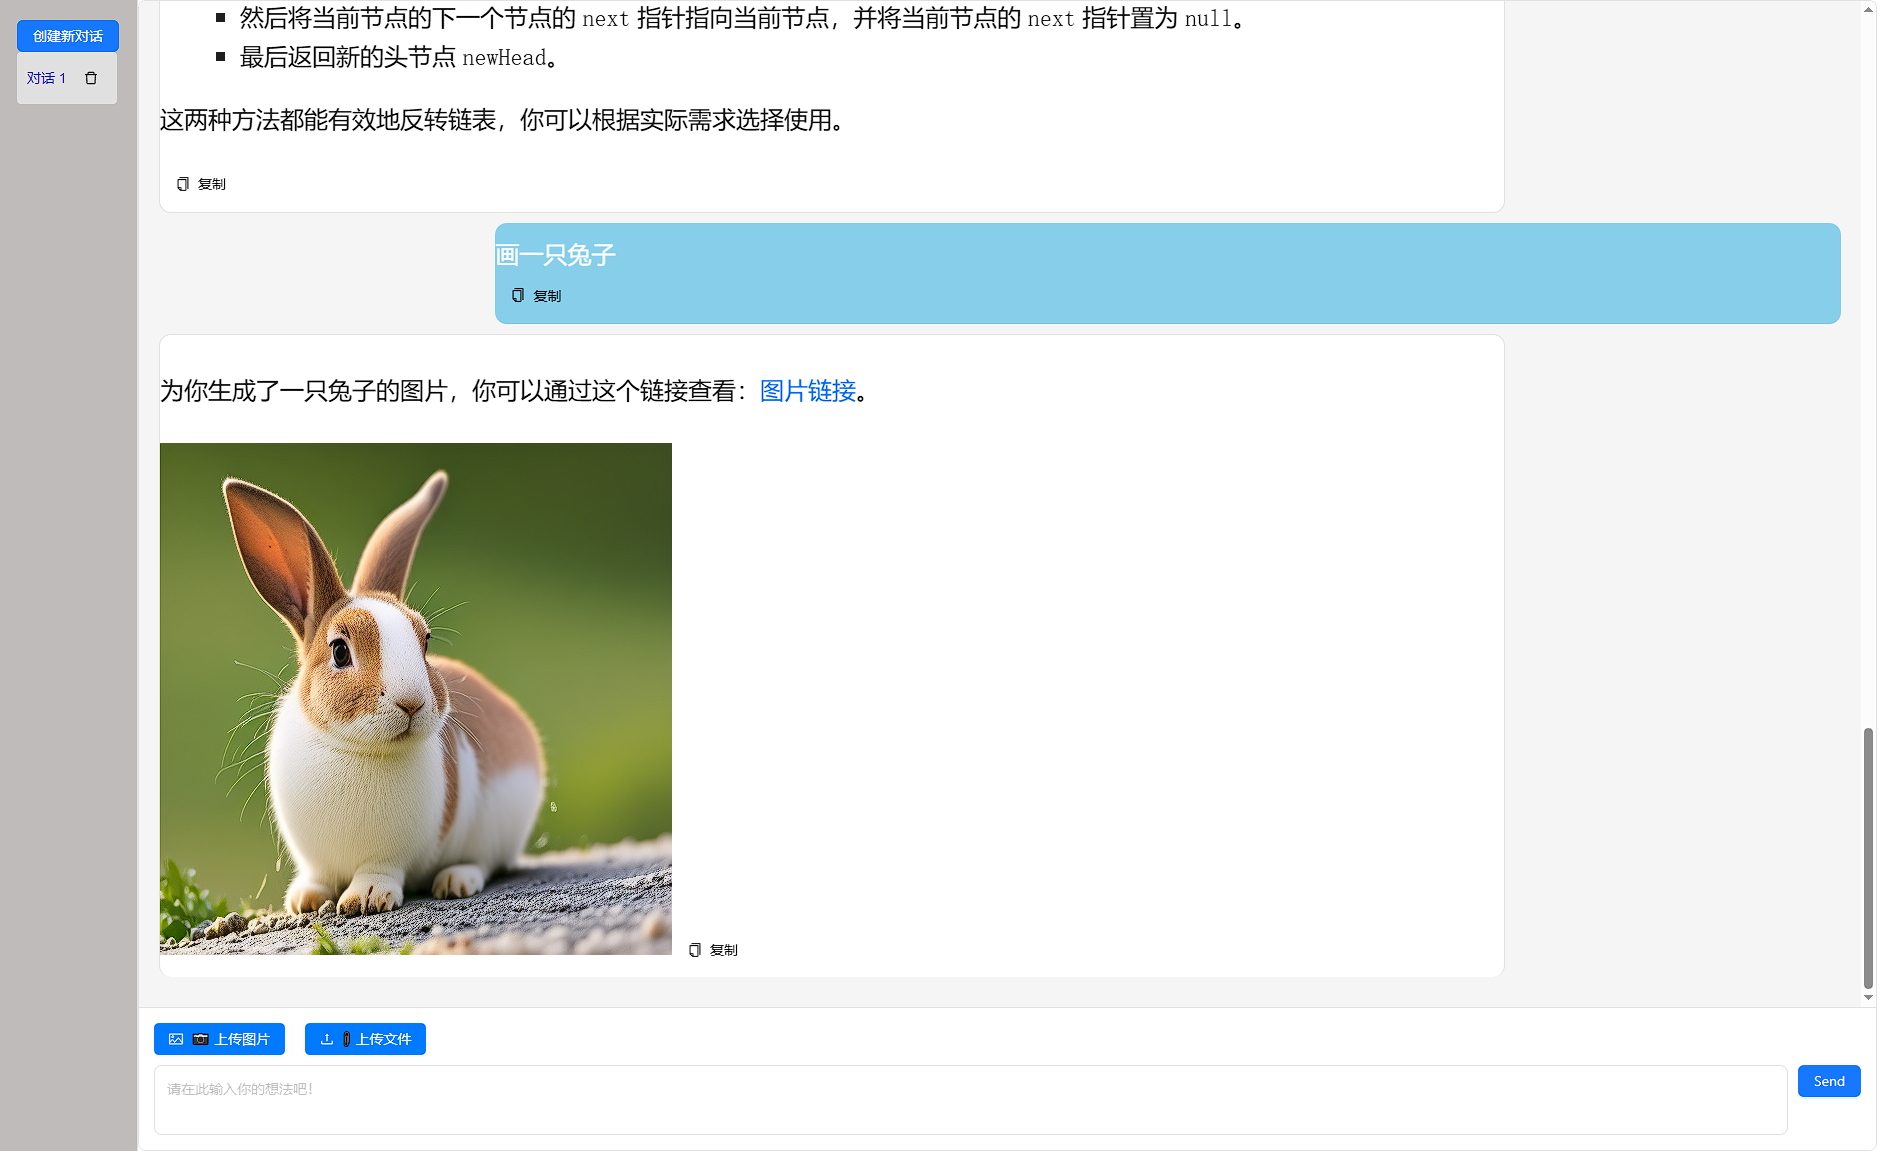 创建新对话
对话 1
然后将当前节点的下一个节点的 next 指针指向当前节点，并将当前节点的 next 指针置为 null。
最后返回新的头节点 newHead。
这两种方法都能有效地反转链表，你可以根据实际需求选择使用。
复制
画一只兔子
复制
为你生成了一只兔子的图片，你可以通过这个链接查看：图片链接。
复制
上传图片
上传文件
请在此输入你的想法吧！
Send